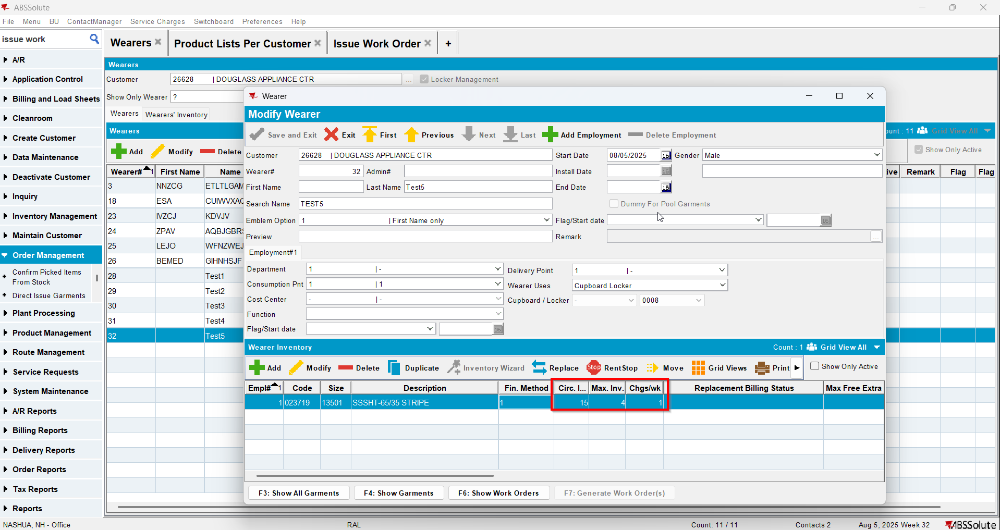 ABSSolute
File Menu BU ContactManager Service Charges Switchboard Preferences Help
issue work
Wearers
Product Lists Per Customer
Issue Work Order
+
A/R
Application Control
Billing and Load Sheets
Cleanroom
Create Customer
Data Maintenance
Deactivate Customer
Inquiry
Inventory Management
Maintain Customer
Order Management
Confirm Picked Items
From Stock
Direct Issue Garments
Plant Processing
Product Management
Route Management
Service Requests
System Maintenance
A/R Reports
Billing Reports
Delivery Reports
Order Reports
Tax Reports
Reports
Wearers
Customer 26628 | DOUGLASS APPLIANCE CTR ... Locker Management
Show Only Wearer ?
Wearers Wearers' Inventory
Wearers
ount : 11 Grid View All
Add Modify Delete
Show Only Active
Wearer# 1 First Name Name
ive Remark Flag Flag
3 NNZCG ETLTLGAM
18 ESA CUIWVXAC
23 IVZCJ KDVJV
24 ZPAV AQBJGBRS
25 LEJO WFNZWEJ
26 BEMED GIHNHSJF
28 Test1
29 Test2
30 Test3
31 Test4
32 Test5
Wearer
Modify Wearer
Save and Exit Exit First Previous Next Last Add Employment Delete Employment
Customer 26628 | DOUGLASS APPLIANCE CTR Start Date 08/05/2025 16 Gender Male
Wearer# 32 Admin# Install Date 16
First Name Last Name Test5 End Date 16
Search Name TEST5 Dummy For Pool Garments
Emblem Option 1 | First Name only Flag/Start date 16
Preview Remark ...
Employment#1
Department 1 | - Delivery Point 1 | -
Consumption Pnt 1 | 1 Wearer Uses Cupboard Locker
Cost Center - | - Cupboard / Locker - 0008
Function
Flag/Start date 16
Wearer Inventory Count : 1 Grid View All
Add Modify Delete Duplicate Inventory Wizard Replace Stop RentStop Move Grid Views Print Show Only Active
Empl# 1 Code Size Description Fin. Method Circ. I... Max. Inv. Chgs/wk Replacement Billing Status Max Free Extra
1 023719 13501 SSSHT-65/35 STRIPE 1 15 4 1
F3: Show All Garments F4: Show Garments F6: Show Work Orders F7: Generate Work Order(s)
NASHUA, NH - Office RAL Count: 11 / 11 Contacts 2 Aug 5, 2025 Week 32 ABSSolute